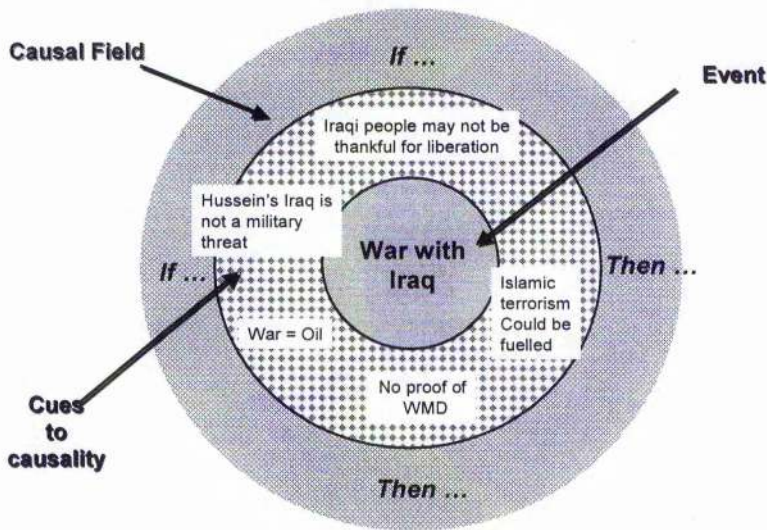 Causal Field
If ...
Event
Iraqi people may not be
thankful for liberation
Hussein's Iraq is
not a military
threat
War with
Iraq
If ...
Then ...
Islamic
terrorism
Could be
fuelled
War = Oil
No proof of
WMD
Cues
to
causality
Then ...